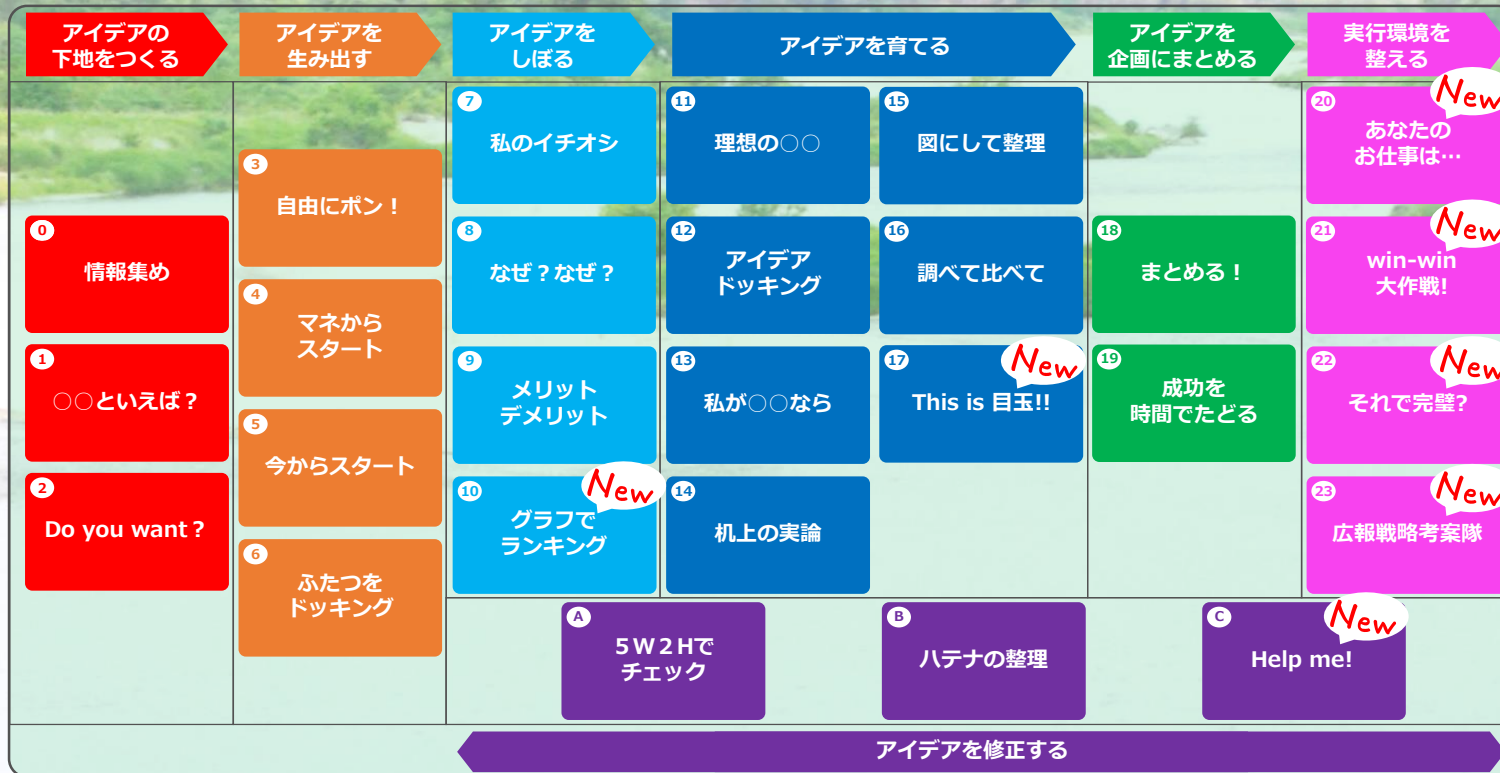 アイデアの
下地をつくる
アイデアを
生み出す
アイデアを
しぼる
アイデアを育てる
アイデアを
企画にまとめる
実行環境を
整える
0
情報集め
1
○○といえば？
2
Do you want？
3
自由にポン！
4
マネから
スタート
5
今からスタート
6
ふたつを
ドッキング
7
私のイチオシ
8
なぜ？なぜ？
9
メリット
デメリット
10
New
グラフで
ランキング
11
理想の○○
12
アイデア
ドッキング
13
私が○○なら
14
机上の実論
15
図にして整理
16
調べて比べて
17
New
This is 目玉!!
18
まとめる！
19
成功を
時間でたどる
20
New
あなたの
お仕事は…
21
New
win-win
大作戦!
22
New
それで完璧?
23
New
広報戦略考案隊
A
５W２Hで
チェック
B
ハテナの整理
C
New
Help me!
アイデアを修正する